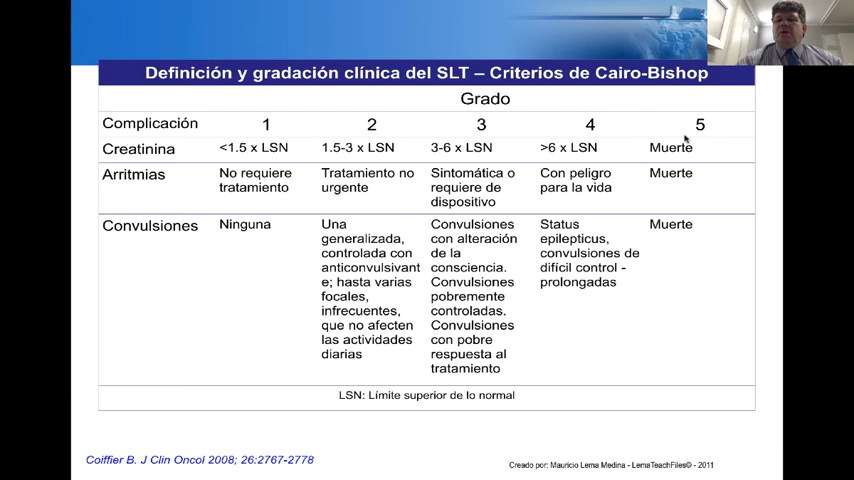 Definición y gradación clínica del SLT – Criterios de Cairo-Bishop
Grado
Complicación 1 2 3 4 5
Creatinina <1.5 x LSN 1.5-3 x LSN 3-6 x LSN >6 x LSN Muerte
Arritmias
No requiere
tratamiento
Tratamiento no
urgente
Sintomática o
requiere de
dispositivo
Con peligro
para la vida
Muerte
Convulsiones
Ninguna
Una
generalizada,
controlada con
anticonvulsivant
e; hasta varias
focales,
infrecuentes,
que no afecten
las actividades
diarias
Convulsiones
con alteración
de la
consciencia.
Convulsiones
pobremente
controladas.
Convulsiones
con pobre
respuesta al
tratamiento
Status
epilepticus,
convulsiones de
difícil control -
prolongadas
Muerte
LSN: Límite superior de lo normal
Coiffier B. J Clin Oncol 2008; 26:2767-2778
Creado por: Mauricio Lema Medina - LemaTeachFiles© - 2011